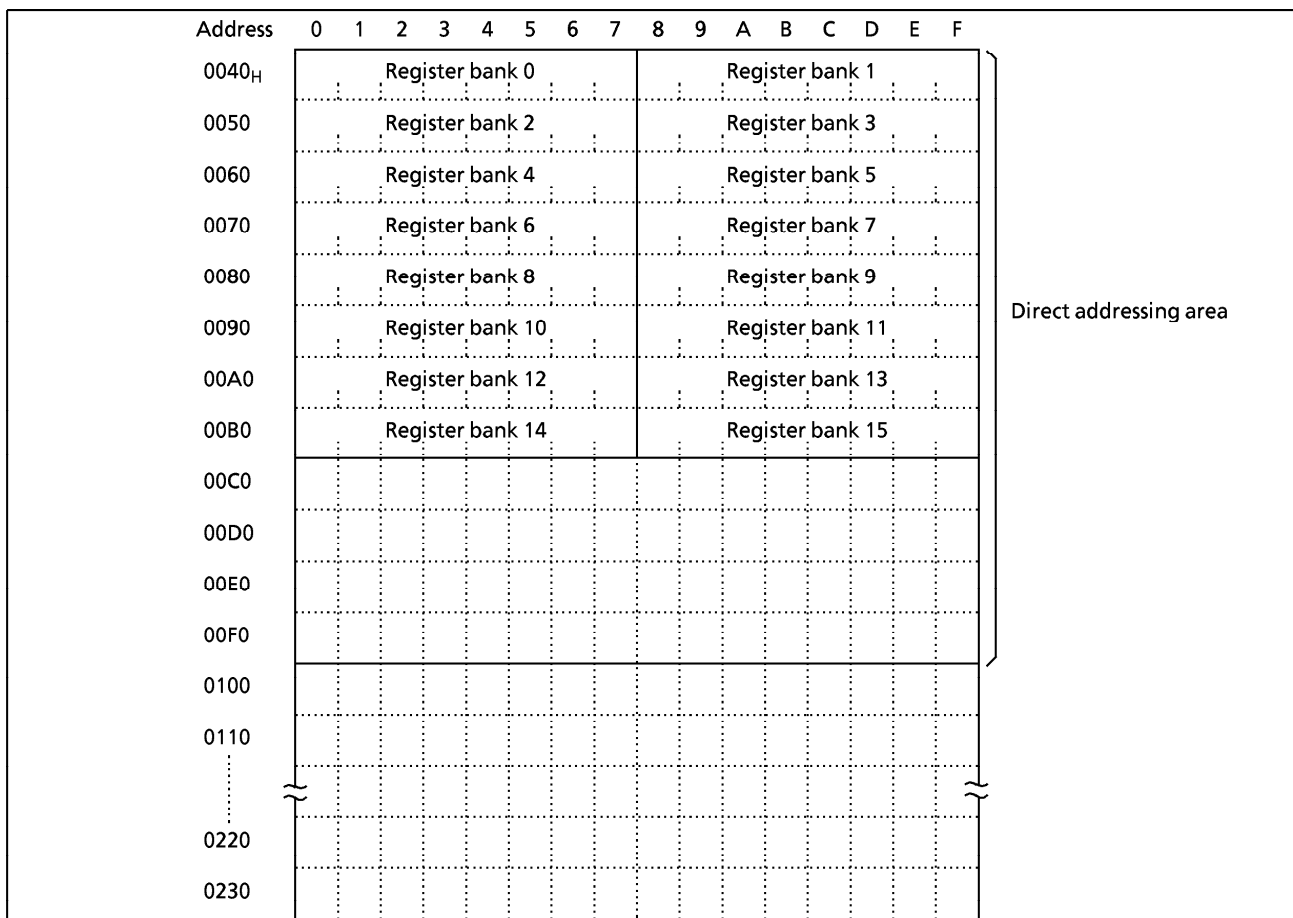 Address 0 1 2 3 4 5 6 7 8 9 A B C D E F
0040H Register bank 0 Register bank 1
0050 Register bank 2 Register bank 3
0060 Register bank 4 Register bank 5
0070 Register bank 6 Register bank 7
0080 Register bank 8 Register bank 9
Direct addressing area
0090 Register bank 10 Register bank 11
00A0 Register bank 12 Register bank 13
00B0 Register bank 14 Register bank 15
00C0
00D0
00E0
00F0
0100
0110
0220
0230